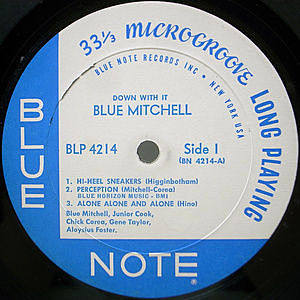 33⅓ MICROGROOVE LONG PLAYING
BLUE NOTE RECORDS INC • NEW YORK USA
DOWN WITH IT
BLUE MITCHELL
BLP 4214
Side 1
(BN 4214-A)
1. HI-HEEL SNEAKERS (Higginbotham)
2. PERCEPTION (Mitchell-Corea)
BLUE HORIZON MUSIC - BMI
3. ALONE ALONE AND ALONE (Hino)
Blue Mitchell, Junior Cook,
Chick Corea, Gene Taylor,
Aloysius Foster.
BLUE
NOTE®